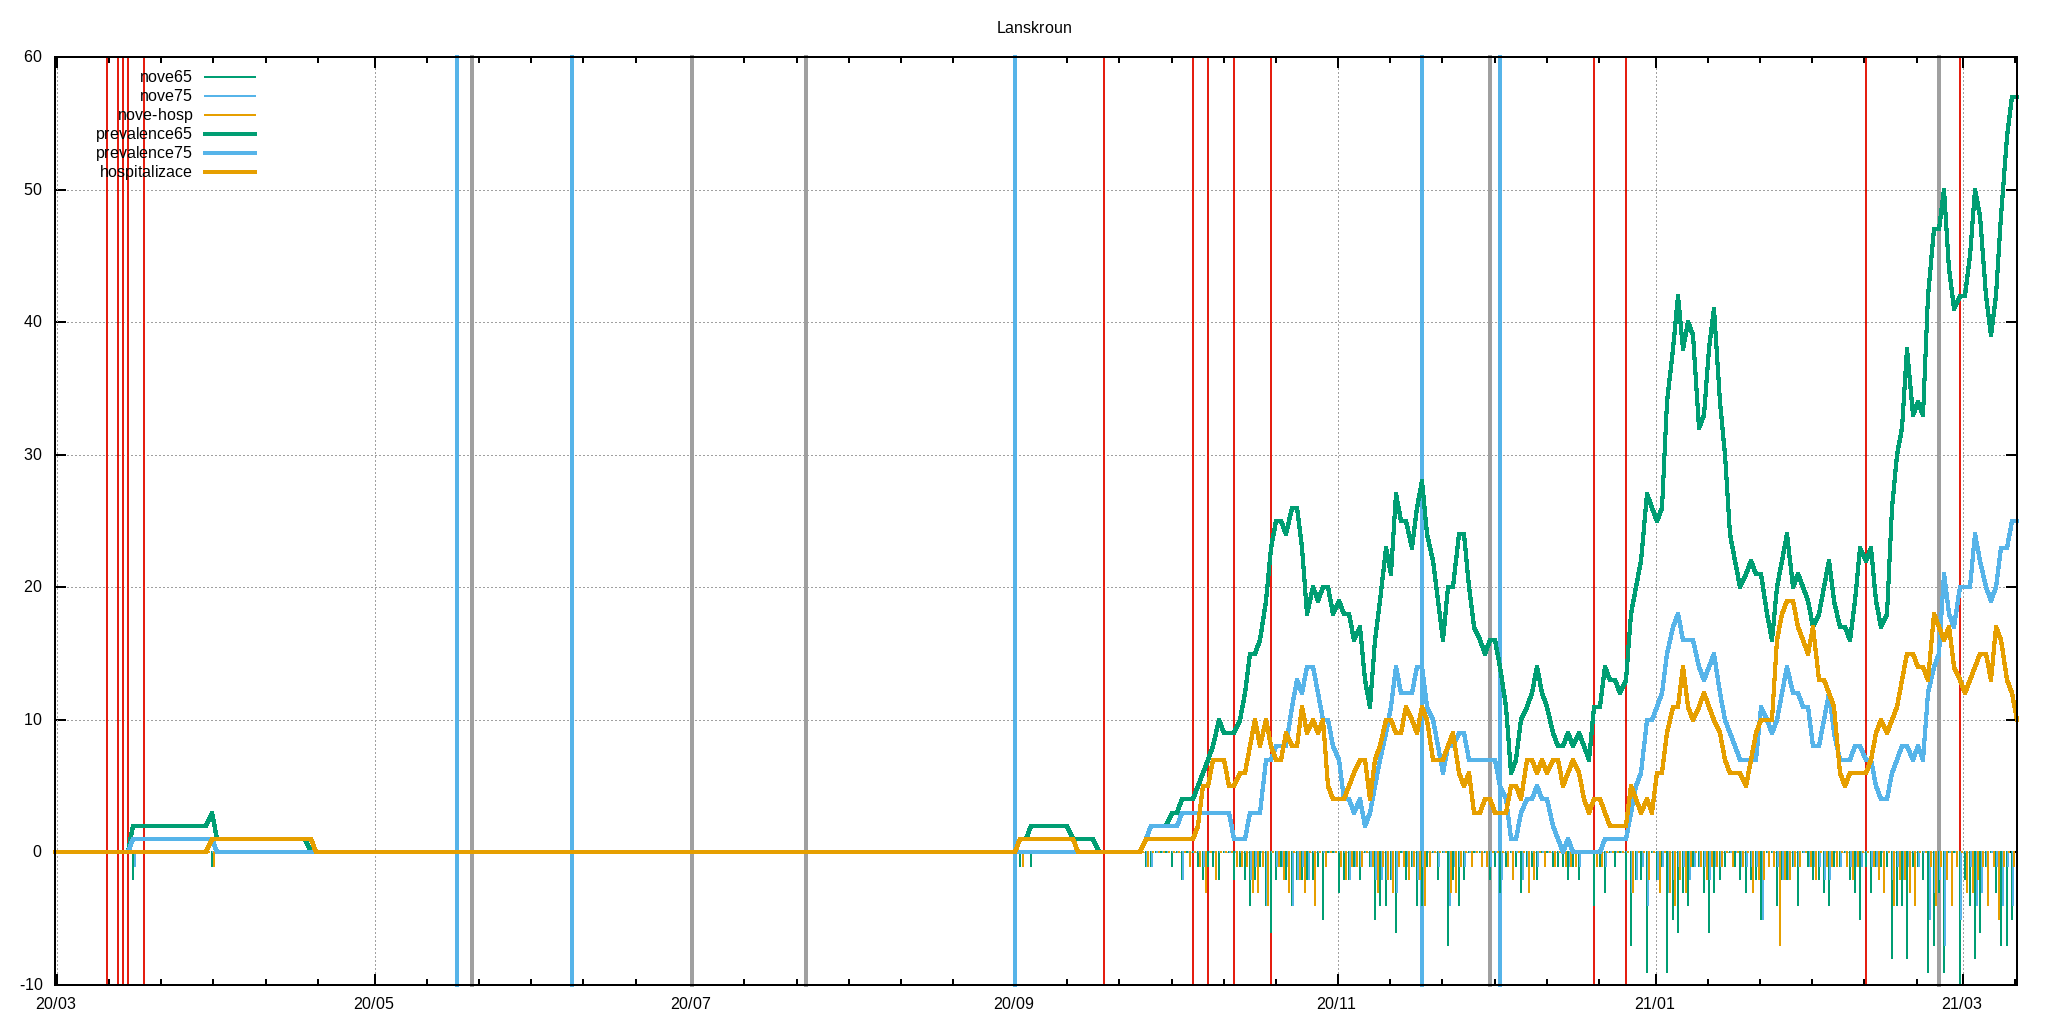 Lanskroun
60
50
40
30
20
10
0
-10
nove65
nove75
nove-hosp
prevalence65
prevalence75
hospitalizace
20/03 20/05 20/07 20/09 20/11 21/01 21/03